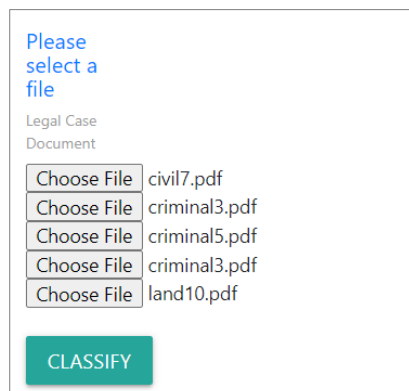 Please
select a
file
Legal Case
Document
Choose File civil7.pdf
Choose File criminal3.pdf
Choose File criminal5.pdf
Choose File criminal3.pdf
Choose File land10.pdf
CLASSIFY